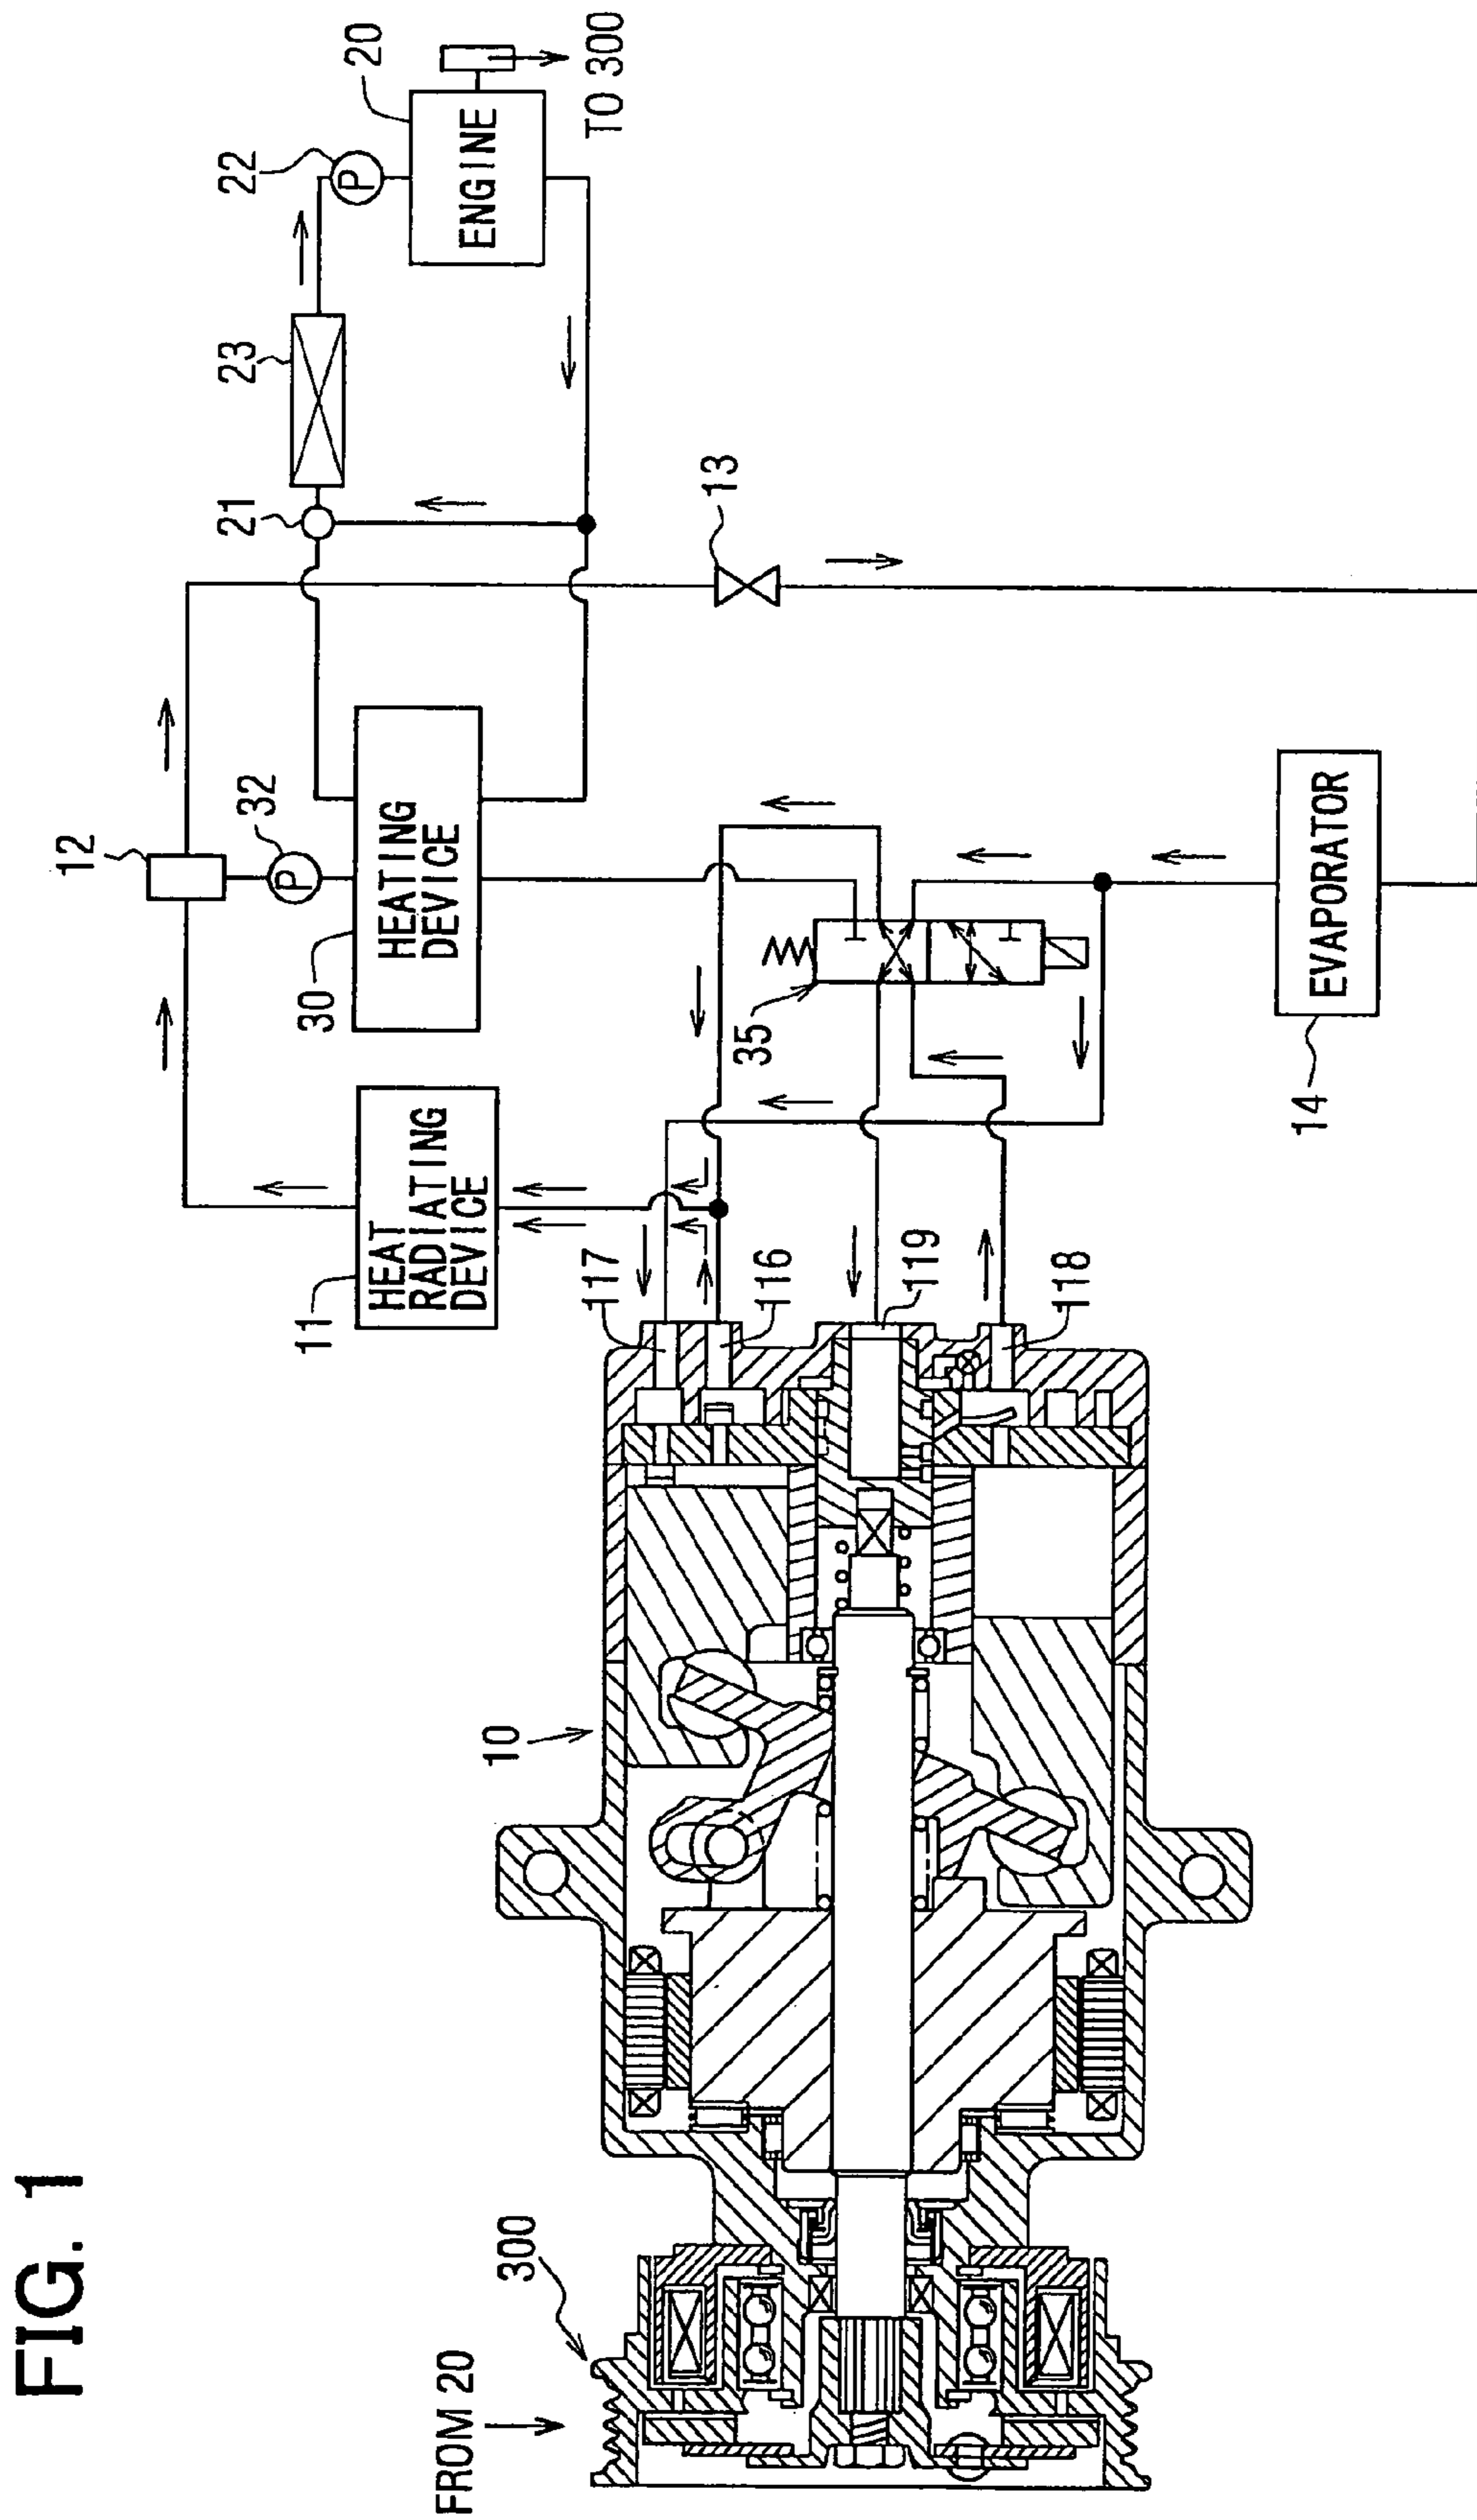 FIG. 1
12
32
20
22
23
21
P
P
ENGINE
TO 300
30
HEATING
DEVICE
13
11
HEAT
RADIATING
DEVICE
117
116
35
119
118
14
EVAPORATOR
10
300
FROM 20